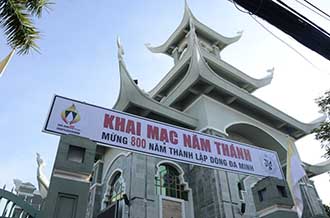 KHAI MẠC NĂM THÁNH
MỪNG 800 NĂM THÀNH LẬP DÒNG ĐA MINH